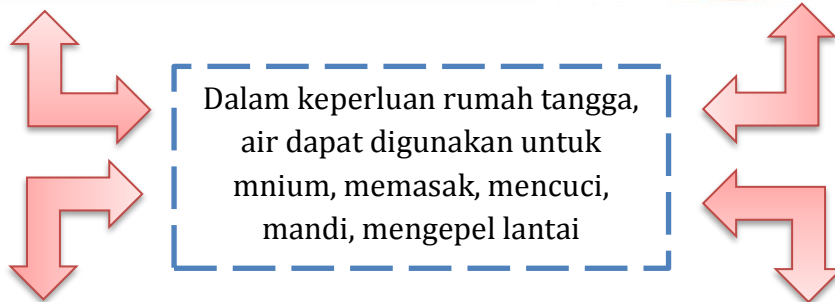 Dalam keperluan rumah tangga,
air dapat digunakan untuk
mnium, memasak, mencuci,
mandi, mengepel lantai